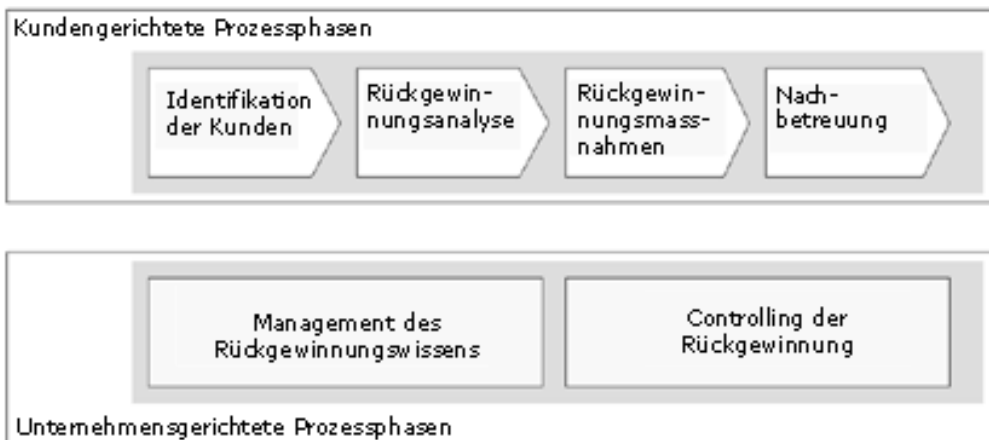 Kundengerichtete Prozessphasen
Identifikation
der Kunden
Rückgewin-
nungsanalyse
Rückgewin-
nungsmass-
nahmen
Nach-
betreuung
Management des
Rückgewinnungswissens
Controlling der
Rückgewinnung
Unternehmensgerichtete Prozessphasen